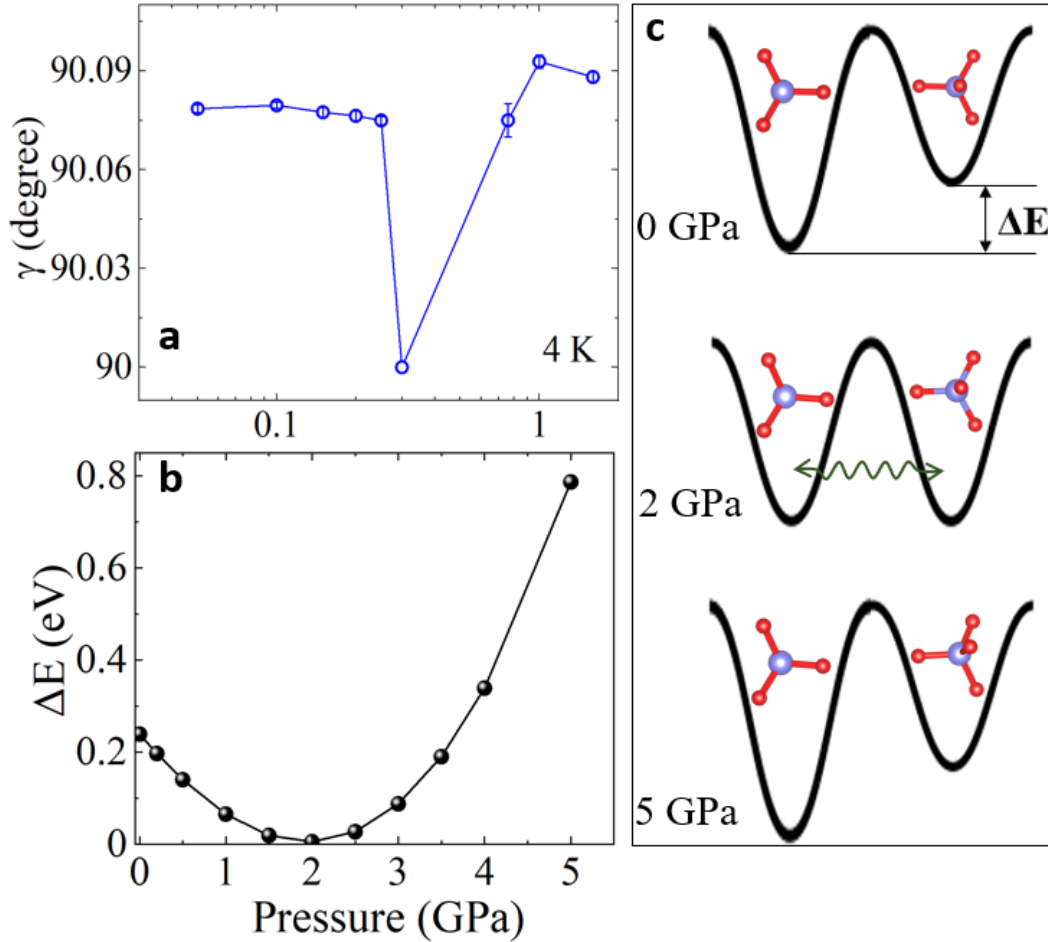 a
γ (degree)
90.09
90.06
90.03
90
4 K
0.1
1
b
ΔE (eV)
0.8
0.6
0.4
0.2
0
0
1
2
3
4
5
Pressure (GPa)
c
0 GPa
ΔE
2 GPa
5 GPa